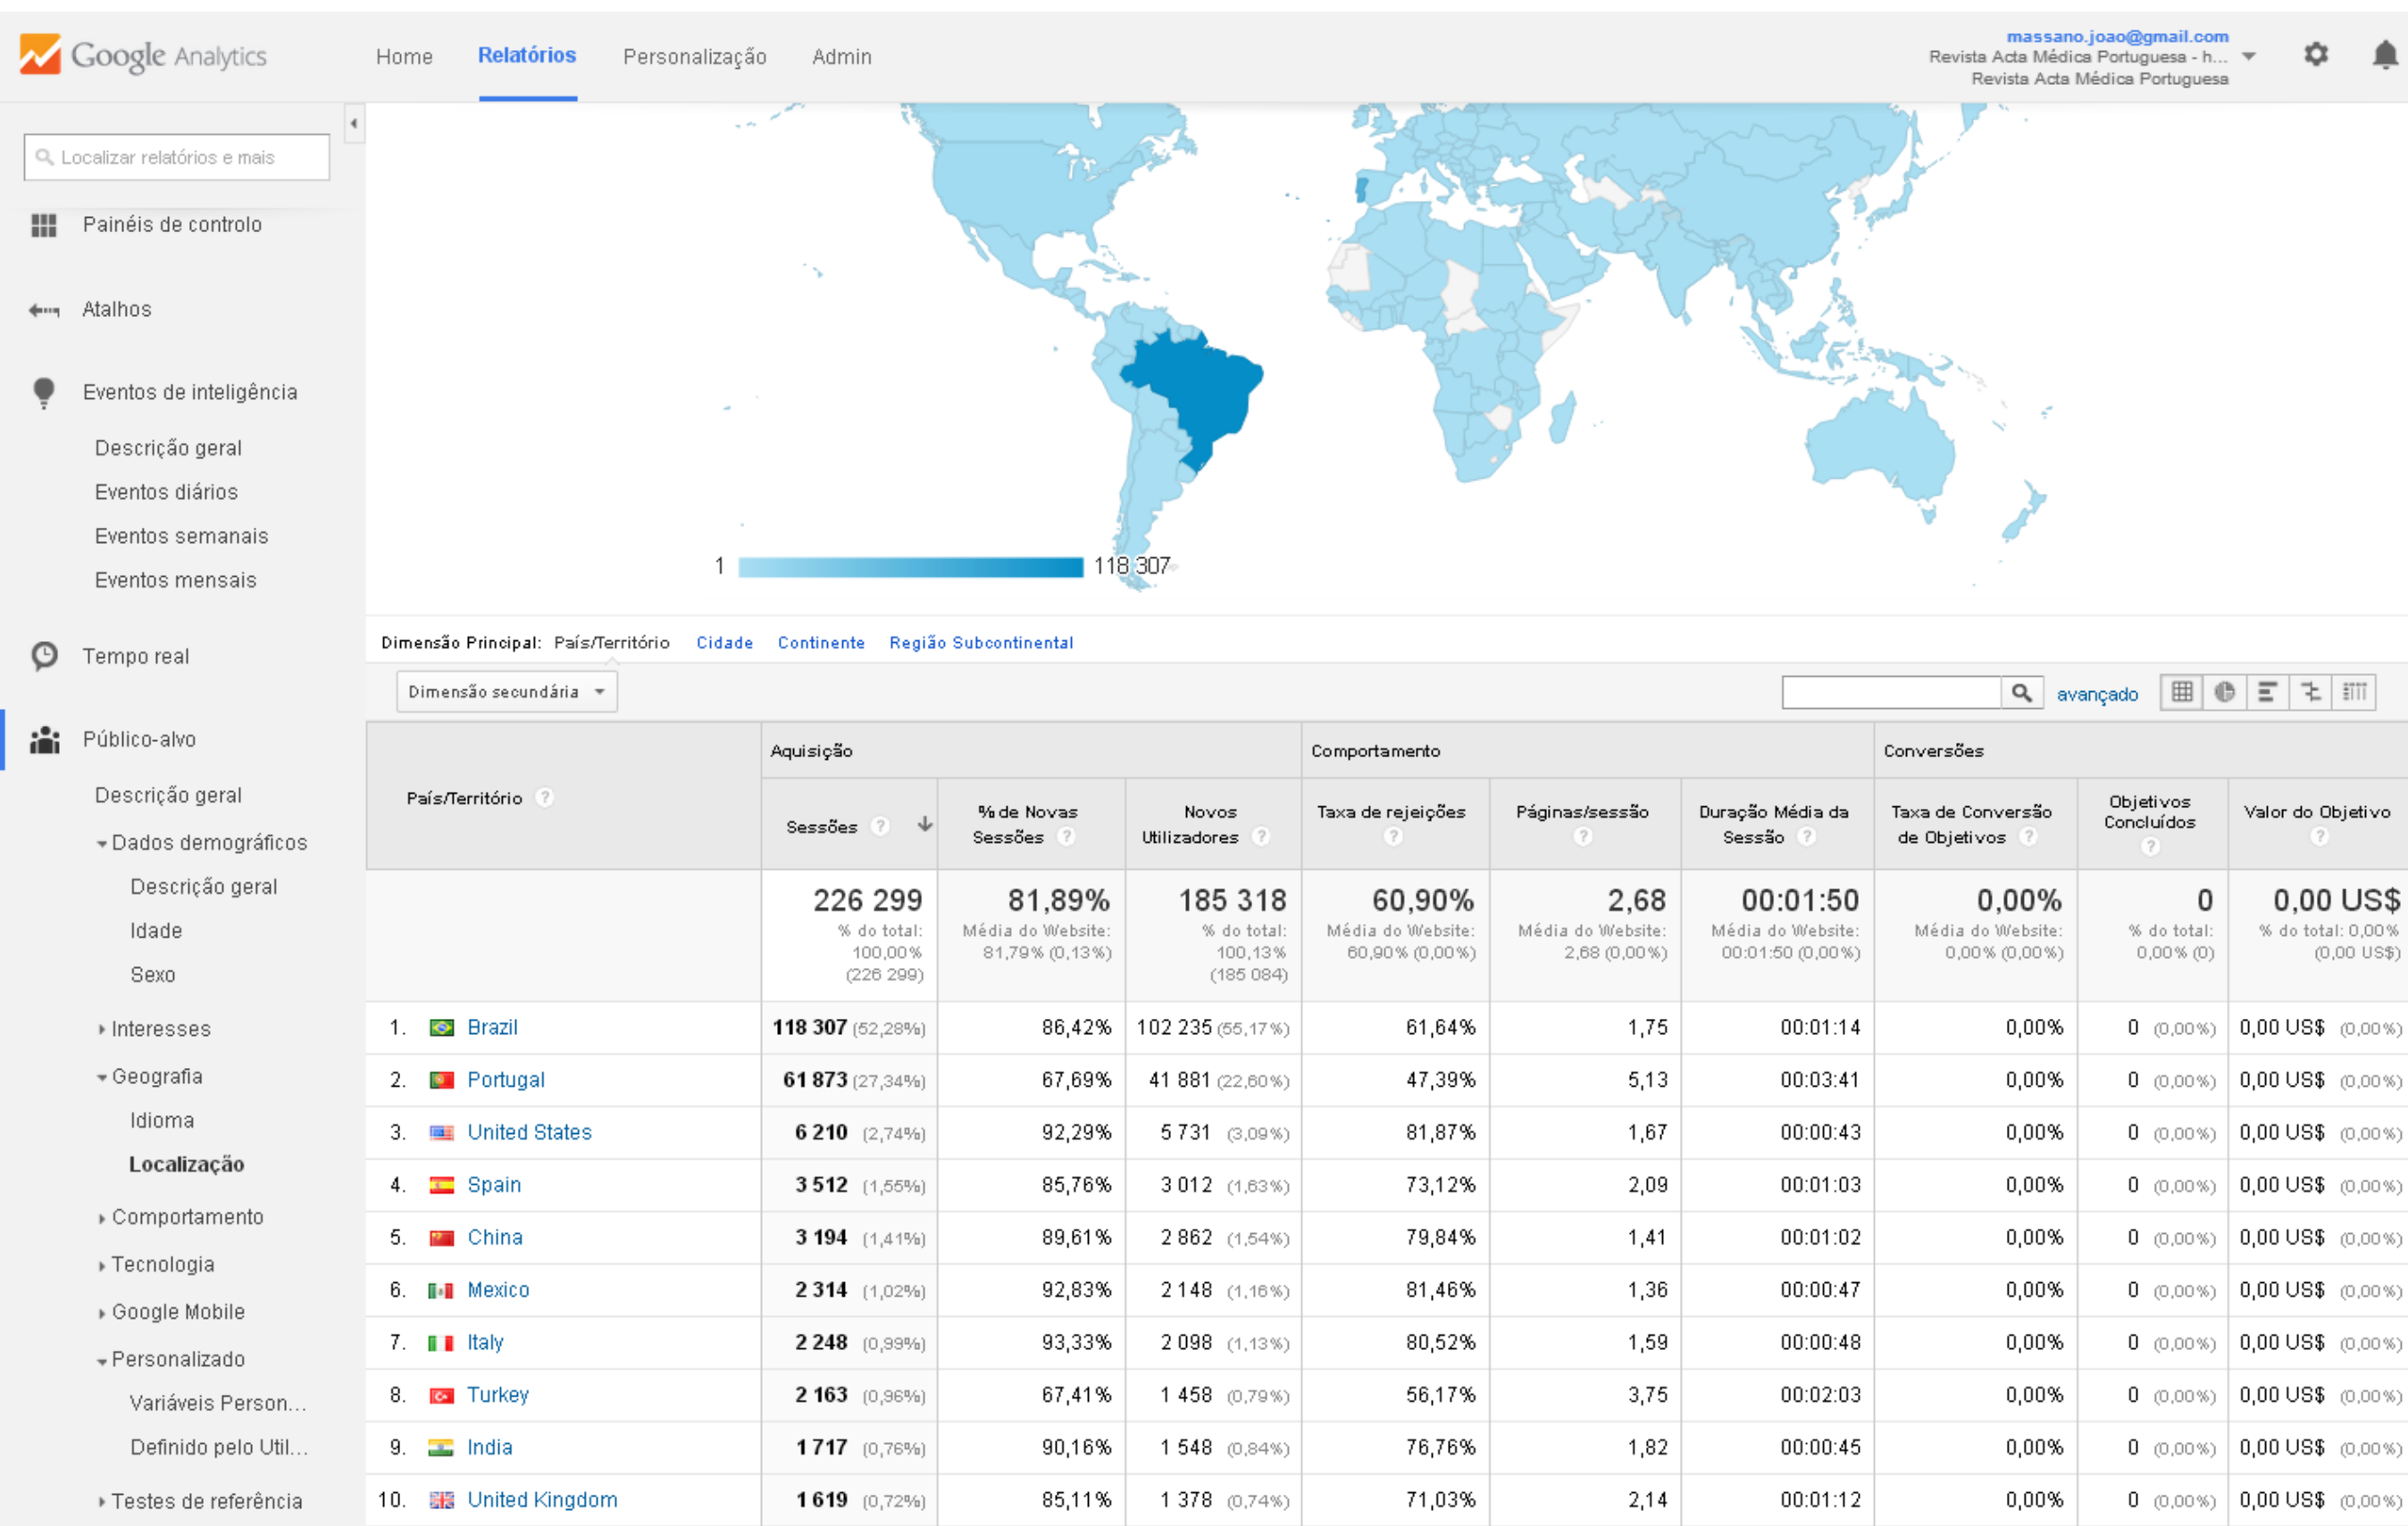 Google Analytics
Home Relatórios Personalização Admin
massano.joao@gmail.com
Revista Acta Médica Portuguesa - h...
Revista Acta Médica Portuguesa
Localizar relatórios e mais
Painéis de controlo
Atalhos
Eventos de inteligência
Descrição geral
Eventos diários
Eventos semanais
Eventos mensais
Tempo real
Público-alvo
Descrição geral
Dados demográficos
Descrição geral
Idade
Sexo
Interesses
Geografia
Idioma
Localização
Comportamento
Tecnologia
Google Mobile
Personalizado
Variáveis Person...
Definido pelo Util...
Testes de referência
1 118 307
Dimensão Principal: País/Território Cidade Continente Região Subcontinental
Dimensão secundária avançado
Aquisição Comportamento Conversões
País/Território ?
Sessões ?
% de Novas
Sessões ?
Novos
Utilizadores ?
Taxa de rejeições
?
Páginas/sessão
?
Duração Média da
Sessão ?
Taxa de Conversão
de Objetivos ?
Objetivos
Concluídos
?
Valor do Objetivo
?
226 299
% do total:
100,00%
(226 299)
81,89%
Média do Website:
81,79% (0,13%)
185 318
% do total:
100,13%
(185 084)
60,90%
Média do Website:
60,90% (0,00%)
2,68
Média do Website:
2,68 (0,00%)
00:01:50
Média do Website:
00:01:50 (0,00%)
0,00%
Média do Website:
0,00% (0,00%)
0
% do total:
0,00% (0)
0,00 US$
% do total: 0,00%
(0,00 US$)
1. Brazil 118 307 (52,28%) 86,42% 102 235 (55,17%) 61,64% 1,75 00:01:14 0,00% 0 (0,00%) 0,00 US$ (0,00%)
2. Portugal 61 873 (27,34%) 67,69% 41 881 (22,60%) 47,39% 5,13 00:03:41 0,00% 0 (0,00%) 0,00 US$ (0,00%)
3. United States 6 210 (2,74%) 92,29% 5 731 (3,09%) 81,87% 1,67 00:00:43 0,00% 0 (0,00%) 0,00 US$ (0,00%)
4. Spain 3 512 (1,55%) 85,76% 3 012 (1,63%) 73,12% 2,09 00:01:03 0,00% 0 (0,00%) 0,00 US$ (0,00%)
5. China 3 194 (1,41%) 89,61% 2 862 (1,54%) 79,84% 1,41 00:01:02 0,00% 0 (0,00%) 0,00 US$ (0,00%)
6. Mexico 2 314 (1,02%) 92,83% 2 148 (1,16%) 81,46% 1,36 00:00:47 0,00% 0 (0,00%) 0,00 US$ (0,00%)
7. Italy 2 248 (0,99%) 93,33% 2 098 (1,13%) 80,52% 1,59 00:00:48 0,00% 0 (0,00%) 0,00 US$ (0,00%)
8. Turkey 2 163 (0,96%) 67,41% 1 458 (0,79%) 56,17% 3,75 00:02:03 0,00% 0 (0,00%) 0,00 US$ (0,00%)
9. India 1 717 (0,76%) 90,16% 1 548 (0,84%) 76,76% 1,82 00:00:45 0,00% 0 (0,00%) 0,00 US$ (0,00%)
10. United Kingdom 1 619 (0,72%) 85,11% 1 378 (0,74%) 71,03% 2,14 00:01:12 0,00% 0 (0,00%) 0,00 US$ (0,00%)